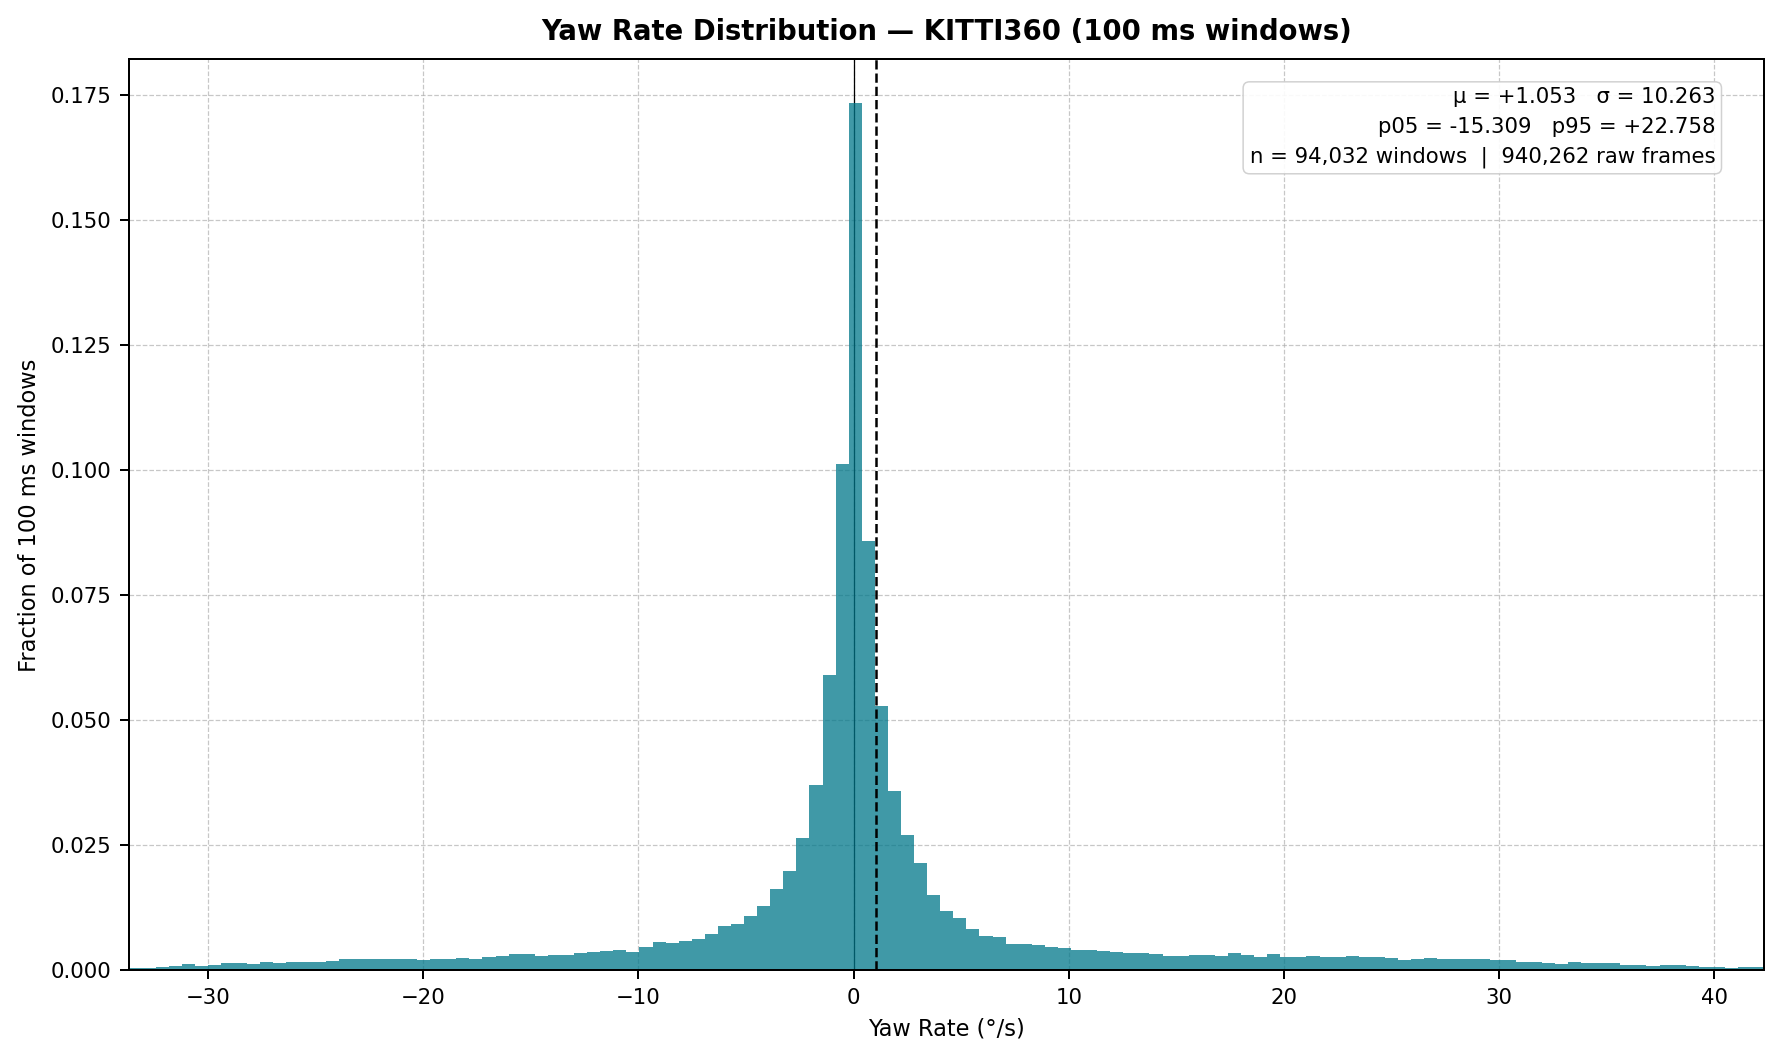 Yaw Rate Distribution — KITTI360 (100 ms windows)
μ = +1.053   σ = 10.263
p05 = -15.309   p95 = +22.758
n = 94,032 windows  |  940,262 raw frames
Fraction of 100 ms windows
0.175
0.150
0.125
0.100
0.075
0.050
0.025
0.000
−30
−20
−10
0
10
20
30
40
Yaw Rate (°/s)